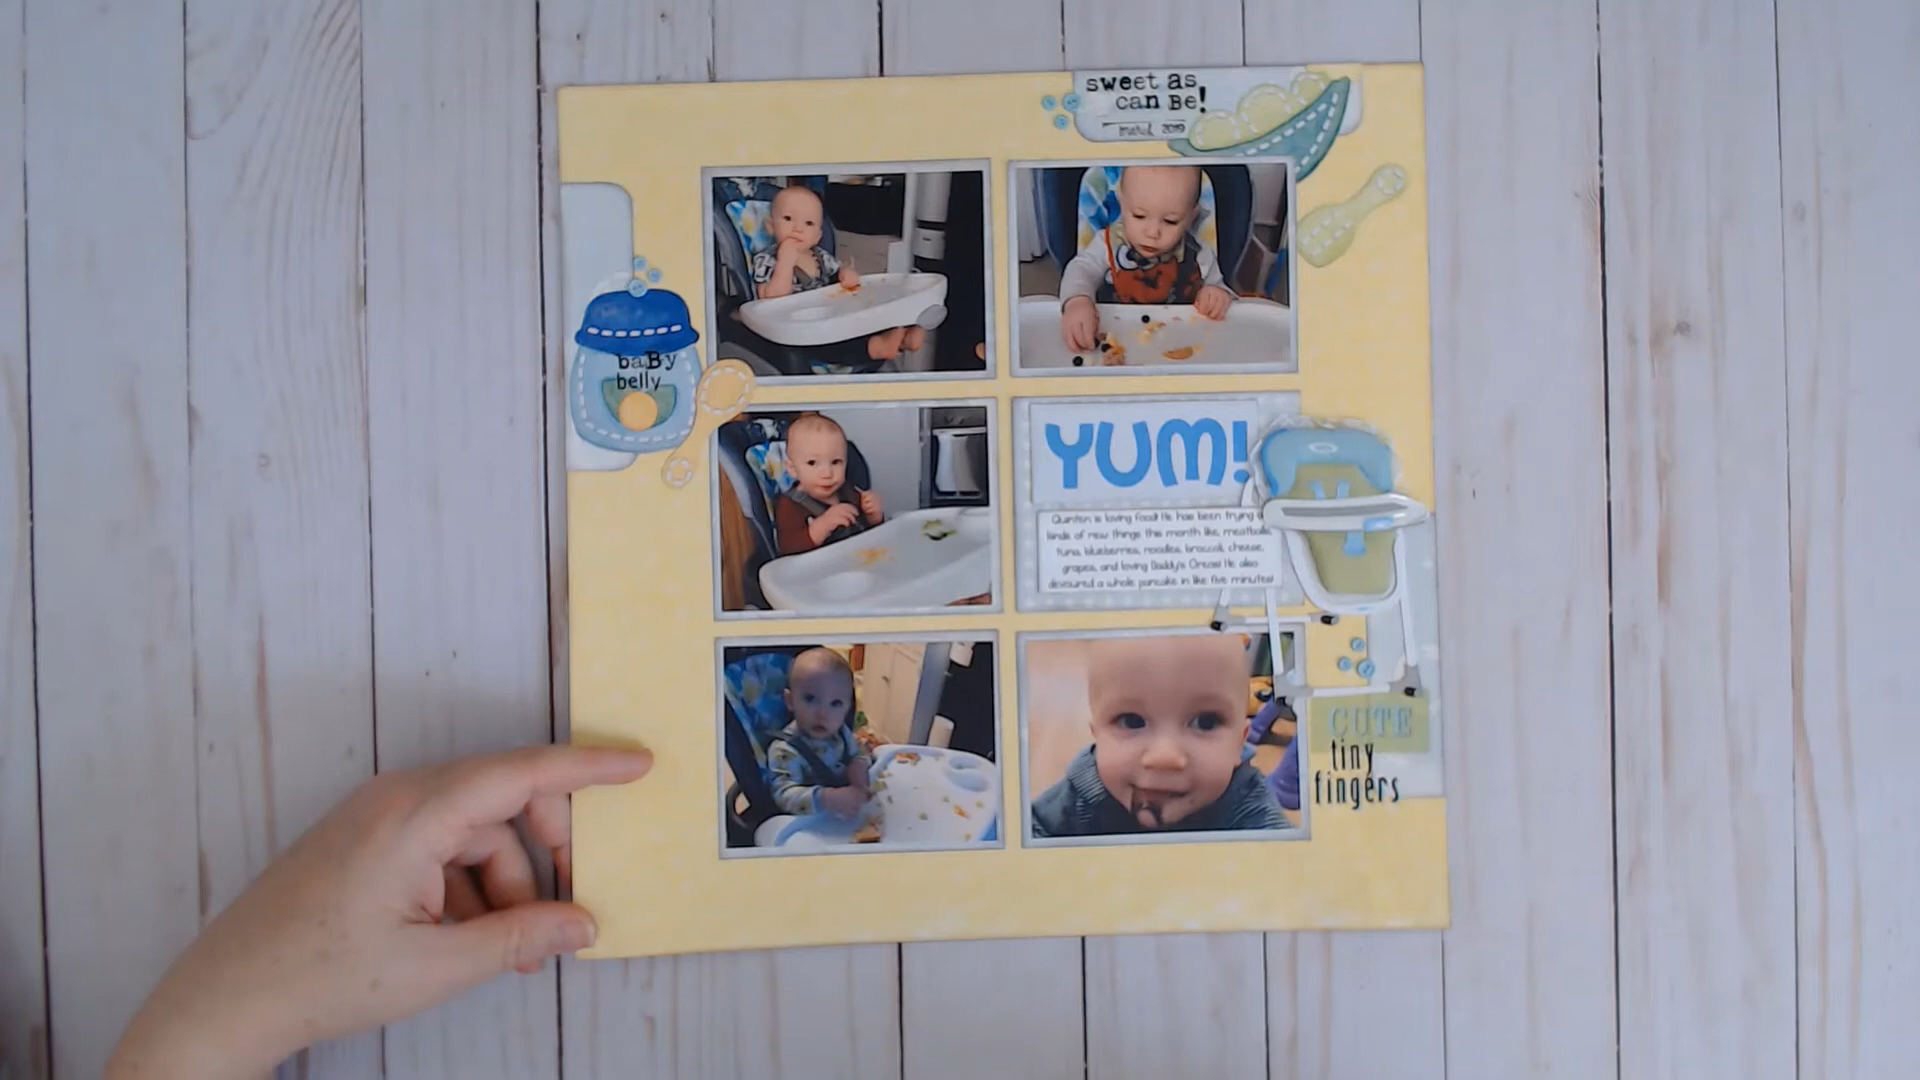 sweet as
can Be!
March 2019
baBy
belly
YUM!
Quinten is loving food! He has been trying
kinds of new things this month like, meatballs,
tuna, blueberries, noodles, broccoli, cheese,
grapes, and loving Daddy's Oreos! He also
devoured a whole pancake in like five minutes!
CUTE
tiny
fingers